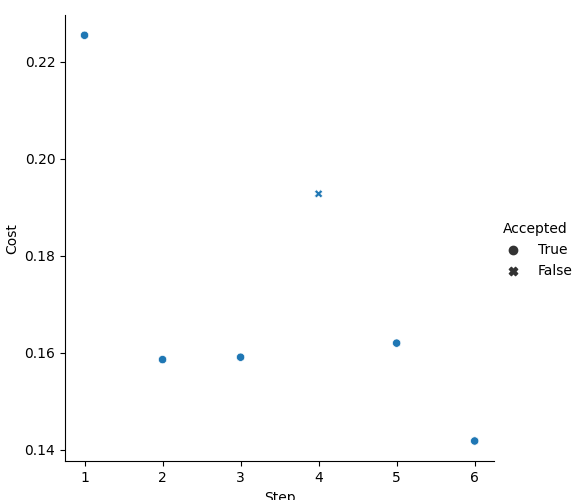 0.22
0.20
0.18
0.16
0.14
Cost
1 2 3 4 5 6
Step
Accepted
True
False